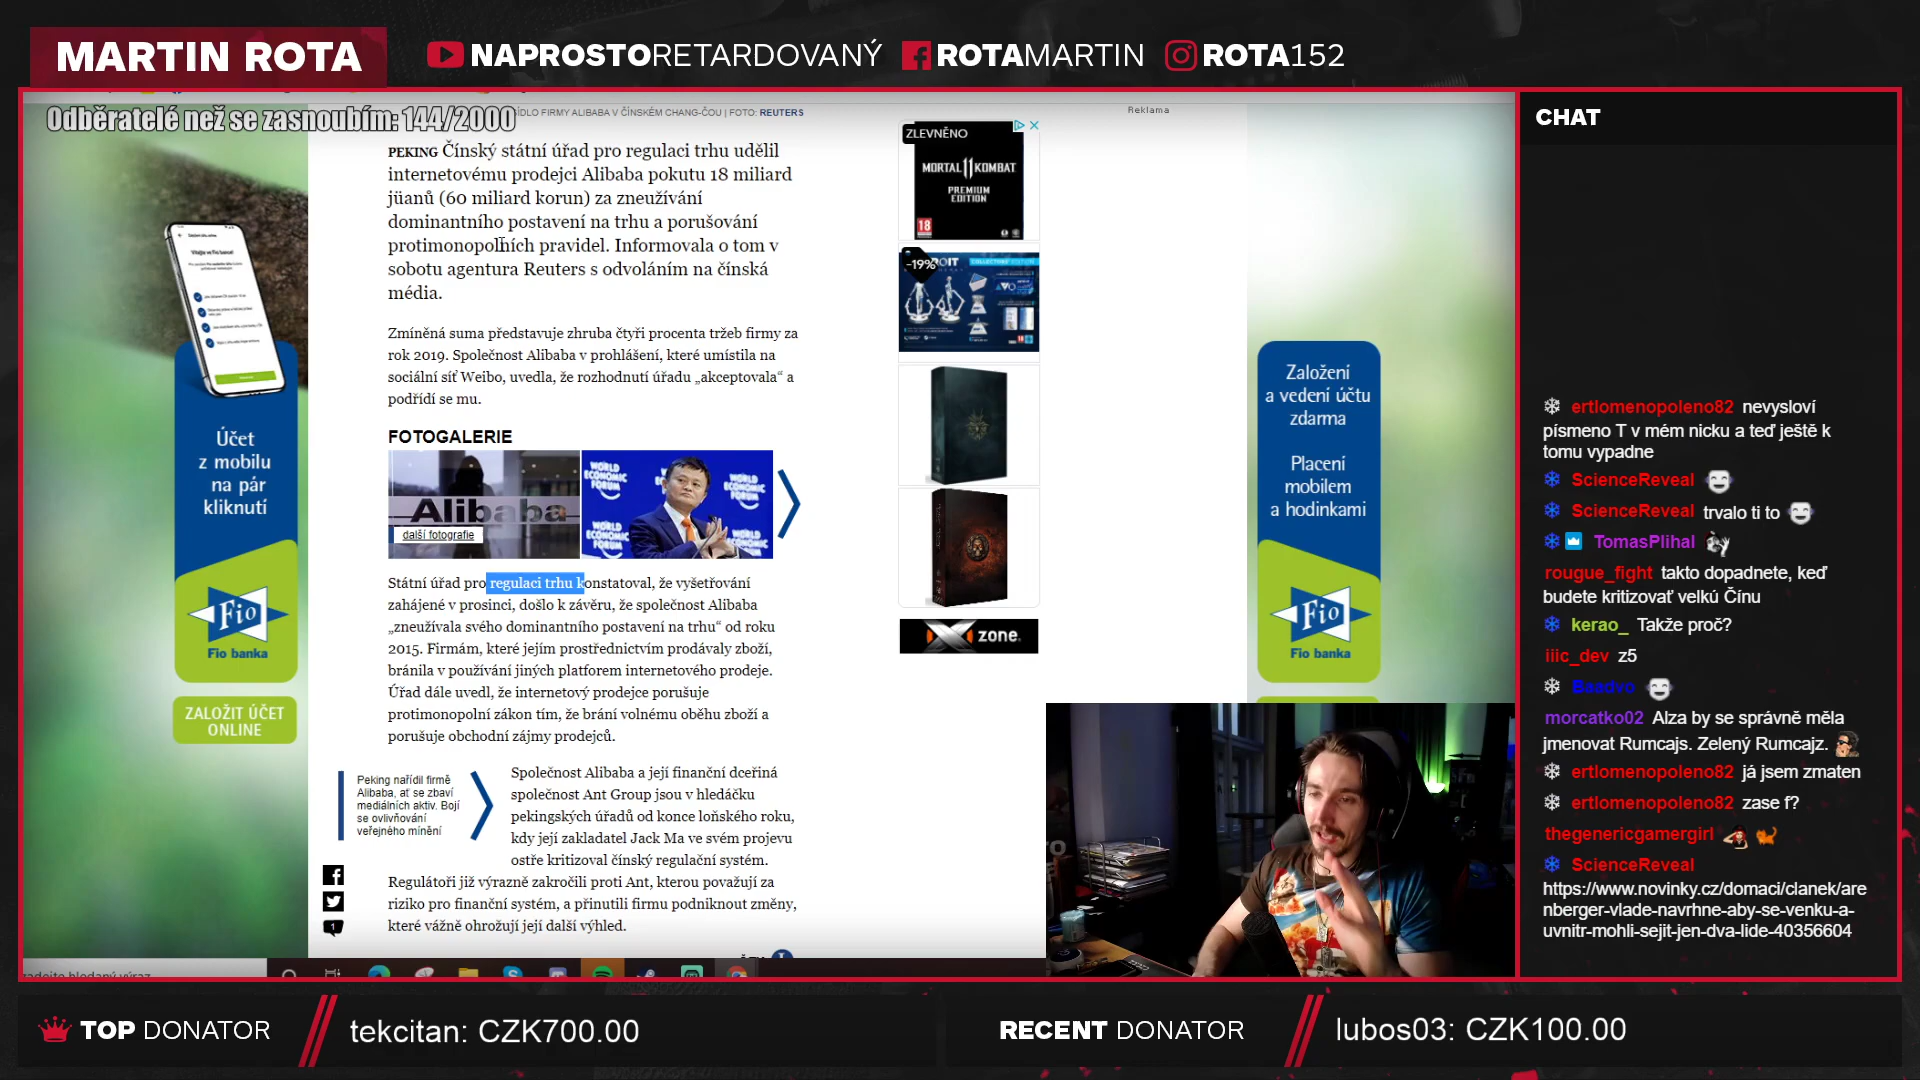 MARTIN ROTA
NAPROSTORETARDOVANÝ
ROTAMARTIN
ROTA152
Odběratelé než se zasnoubím: 144/2000
ÍDLO FIRMY ALIBABA V ČÍNSKÉM CHANG-ČOU | FOTO: REUTERS
PEKING Čínský státní úřad pro regulaci trhu udělil
internetovému prodejci Alibaba pokutu 18 miliard
jüanů (60 miliard korun) za zneužívání
dominantního postavení na trhu a porušování
protimonopolních pravidel. Informovala o tom v
sobotu agentura Reuters s odvoláním na čínská
média.
Zmíněná suma představuje zhruba čtyři procenta tržeb firmy za
rok 2019. Společnost Alibaba v prohlášení, které umístila na
sociální síť Weibo, uvedla, že rozhodnutí úřadu „akceptovala“ a
podřídí se mu.
FOTOGALERIE
Alibaba
další fotografie
WORLD
ECONOMIC
FORUM
WORLD
ECONOMIC
FORUM
WORLD
ECONOMIC
FORUM
Státní úřad pro regulaci trhu konstatoval, že vyšetřování
zahájené v prosinci, došlo k závěru, že společnost Alibaba
„zneužívala svého dominantního postavení na trhu“ od roku
2015. Firmám, které jejím prostřednictvím prodávaly zboží,
bránila v používání jiných platforem internetového prodeje.
Úřad dále uvedl, že internetový prodejce porušuje
protimonopolní zákon tím, že brání volnému oběhu zboží a
porušuje obchodní zájmy prodejců.
Peking nařídil firmě
Alibaba, ať se zbaví
mediálních aktiv. Bojí
se ovlivňování
veřejného mínění
Společnost Alibaba a její finanční dceřiná
společnost Ant Group jsou v hledáčku
pekingských úřadů od konce loňského roku,
kdy její zakladatel Jack Ma ve svém projevu
ostře kritizoval čínský regulační systém.
Regulátoři již výrazně zakročili proti Ant, kterou považují za
riziko pro finanční systém, a přinutili firmu podniknout změny,
které vážně ohrožují její další výhled.
1
Účet
z mobilu
na pár
kliknutí
Fio
Fio banka
ZALOŽIT ÚČET
ONLINE
Reklama
ZLEVNĚNO
MORTAL 11 KOMBAT
PREMIUM
EDITION
18
-19%
zone.
Založení
a vedení účtu
zdarma
Placení
mobilem
a hodinkami
Fio
Fio banka
CHAT
ertlomenopoleno82 nevysloví
písmeno T v mém nicku a teď ještě k
tomu vypadne
ScienceReveal
ScienceReveal trvalo ti to
TomasPlihal
rougue_fight takto dopadnete, keď
budete kritizovať velkú Čínu
kerao_ Takže proč?
iiic_dev z5
Baadvo
morcatko02 Alza by se správně měla
jmenovat Rumcajs. Zelený Rumcajz.
ertlomenopoleno82 já jsem zmaten
ertlomenopoleno82 zase f?
thegenericgamergirl
ScienceReveal
https://www.novinky.cz/domaci/clanek/are
nberger-vlade-navrhne-aby-se-venku-a-
uvnitr-mohli-sejit-jen-dva-lide-40356604
TOP DONATOR
tekcitan: CZK700.00
RECENT DONATOR
lubos03: CZK100.00